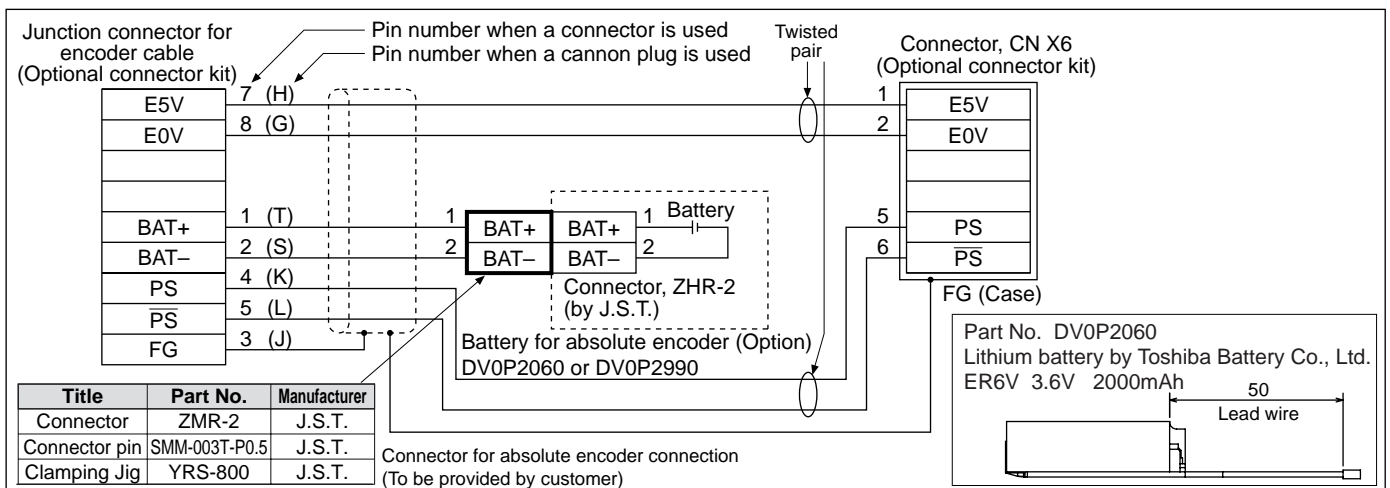 Junction connector for
encoder cable
(Optional connector kit)
Pin number when a connector is used
Pin number when a cannon plug is used
Twisted
pair
Connector, CN X6
(Optional connector kit)
E5V 7 (H)
E0V 8 (G)
BAT+ 1 (T)
BAT– 2 (S)
PS 4 (K)
P̅S̅ 5 (L)
FG 3 (J)
1 BAT+ BAT+ 1 Battery
2 BAT– BAT– 2
Connector, ZHR-2
(by J.S.T.)
Battery for absolute encoder (Option)
DV0P2060 or DV0P2990
1 E5V
2 E0V
5 PS
6 P̅S̅
FG (Case)
Title Part No. Manufacturer
Connector ZMR-2 J.S.T.
Connector pin SMM-003T-P0.5 J.S.T.
Clamping Jig YRS-800 J.S.T.
Connector for absolute encoder connection
(To be provided by customer)
Part No. DV0P2060
Lithium battery by Toshiba Battery Co., Ltd.
ER6V 3.6V 2000mAh
50
Lead wire